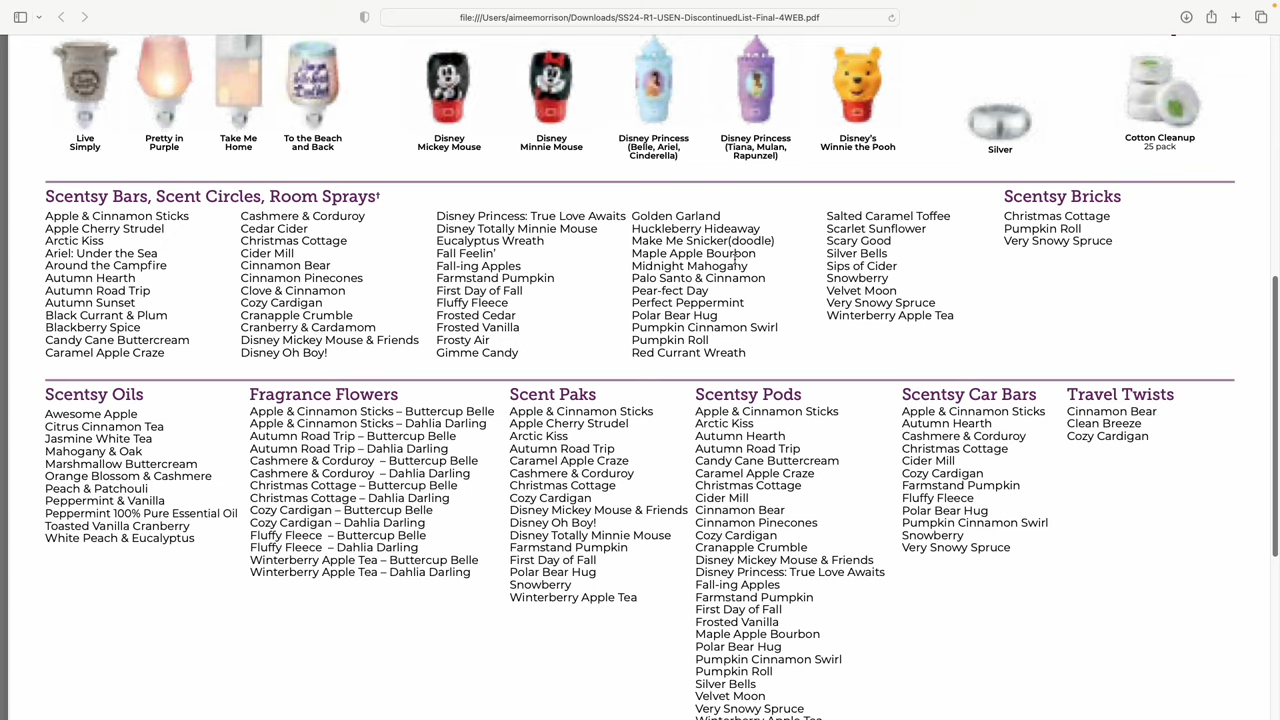 file:///Users/aimeemorrison/Downloads/SS24-R1-USEN-DiscontinuedList-Final-4WEB.pdf
Live
Simply
Pretty in
Purple
Take Me
Home
To the Beach
and Back
Disney
Mickey Mouse
Disney
Minnie Mouse
Disney Princess
(Belle, Ariel,
Cinderella)
Disney Princess
(Tiana, Mulan,
Rapunzel)
Disney’s
Winnie the Pooh
Silver
Cotton Cleanup
25 pack
Scentsy Bars, Scent Circles, Room Sprays†
Apple & Cinnamon Sticks
Apple Cherry Strudel
Arctic Kiss
Ariel: Under the Sea
Around the Campfire
Autumn Hearth
Autumn Road Trip
Autumn Sunset
Black Currant & Plum
Blackberry Spice
Candy Cane Buttercream
Caramel Apple Craze
Cashmere & Corduroy
Cedar Cider
Christmas Cottage
Cider Mill
Cinnamon Bear
Cinnamon Pinecones
Clove & Cinnamon
Cozy Cardigan
Cranapple Crumble
Cranberry & Cardamom
Disney Mickey Mouse & Friends
Disney Oh Boy!
Disney Princess: True Love Awaits
Disney Totally Minnie Mouse
Eucalyptus Wreath
Fall Feelin’
Fall-ing Apples
Farmstand Pumpkin
First Day of Fall
Fluffy Fleece
Frosted Cedar
Frosted Vanilla
Frosty Air
Gimme Candy
Golden Garland
Huckleberry Hideaway
Make Me Snicker(doodle)
Maple Apple Bourbon
Midnight Mahogany
Palo Santo & Cinnamon
Pear-fect Day
Perfect Peppermint
Polar Bear Hug
Pumpkin Cinnamon Swirl
Pumpkin Roll
Red Currant Wreath
Salted Caramel Toffee
Scarlet Sunflower
Scary Good
Silver Bells
Sips of Cider
Snowberry
Velvet Moon
Very Snowy Spruce
Winterberry Apple Tea
Scentsy Bricks
Christmas Cottage
Pumpkin Roll
Very Snowy Spruce
Scentsy Oils
Awesome Apple
Citrus Cinnamon Tea
Jasmine White Tea
Mahogany & Oak
Marshmallow Buttercream
Orange Blossom & Cashmere
Peach & Patchouli
Peppermint & Vanilla
Peppermint 100% Pure Essential Oil
Toasted Vanilla Cranberry
White Peach & Eucalyptus
Fragrance Flowers
Apple & Cinnamon Sticks – Buttercup Belle
Apple & Cinnamon Sticks – Dahlia Darling
Autumn Road Trip – Buttercup Belle
Autumn Road Trip – Dahlia Darling
Cashmere & Corduroy – Buttercup Belle
Cashmere & Corduroy – Dahlia Darling
Christmas Cottage – Buttercup Belle
Christmas Cottage – Dahlia Darling
Cozy Cardigan – Buttercup Belle
Cozy Cardigan – Dahlia Darling
Fluffy Fleece – Buttercup Belle
Fluffy Fleece – Dahlia Darling
Winterberry Apple Tea – Buttercup Belle
Winterberry Apple Tea – Dahlia Darling
Scent Paks
Apple & Cinnamon Sticks
Apple Cherry Strudel
Arctic Kiss
Autumn Road Trip
Caramel Apple Craze
Cashmere & Corduroy
Christmas Cottage
Cozy Cardigan
Disney Mickey Mouse & Friends
Disney Oh Boy!
Disney Totally Minnie Mouse
Farmstand Pumpkin
First Day of Fall
Polar Bear Hug
Snowberry
Winterberry Apple Tea
Scentsy Pods
Apple & Cinnamon Sticks
Arctic Kiss
Autumn Hearth
Autumn Road Trip
Candy Cane Buttercream
Caramel Apple Craze
Christmas Cottage
Cider Mill
Cinnamon Bear
Cinnamon Pinecones
Cozy Cardigan
Cranapple Crumble
Disney Mickey Mouse & Friends
Disney Princess: True Love Awaits
Fall-ing Apples
Farmstand Pumpkin
First Day of Fall
Frosted Vanilla
Maple Apple Bourbon
Polar Bear Hug
Pumpkin Cinnamon Swirl
Pumpkin Roll
Silver Bells
Velvet Moon
Very Snowy Spruce
Winterberry Apple Tea
Scentsy Car Bars
Apple & Cinnamon Sticks
Autumn Hearth
Cashmere & Corduroy
Christmas Cottage
Cider Mill
Cozy Cardigan
Farmstand Pumpkin
Fluffy Fleece
Polar Bear Hug
Pumpkin Cinnamon Swirl
Snowberry
Very Snowy Spruce
Travel Twists
Cinnamon Bear
Clean Breeze
Cozy Cardigan